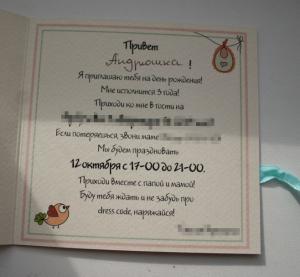 Привет
Андрюшка!
Я приглашаю тебя на день рождения!
Мне исполнится 3 года!
Приходи ко мне в гости на
Если потеряешься, звони маме
Мы будем праздновать
12 октября с 17-00 до 21-00.
Приходи вместе с папой и мамой!
Буду тебя ждать и не забудь про
dress code, наряжайся!